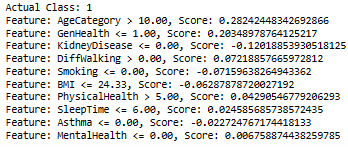 Actual Class: 1
Feature: AgeCategory > 10.00, Score: 0.28242448342692866
Feature: GenHealth <= 1.00, Score: 0.20348978764125217
Feature: KidneyDisease <= 0.00, Score: -0.12018853930518125
Feature: DiffWalking > 0.00, Score: 0.07218857665972812
Feature: Smoking <= 0.00, Score: -0.07159638264943362
Feature: BMI <= 24.33, Score: -0.06287878720027192
Feature: PhysicalHealth > 5.00, Score: 0.04290546779206293
Feature: SleepTime <= 6.00, Score: 0.024585685738572435
Feature: Asthma <= 0.00, Score: -0.022724767174418133
Feature: MentalHealth <= 0.00, Score: 0.006758874438259785